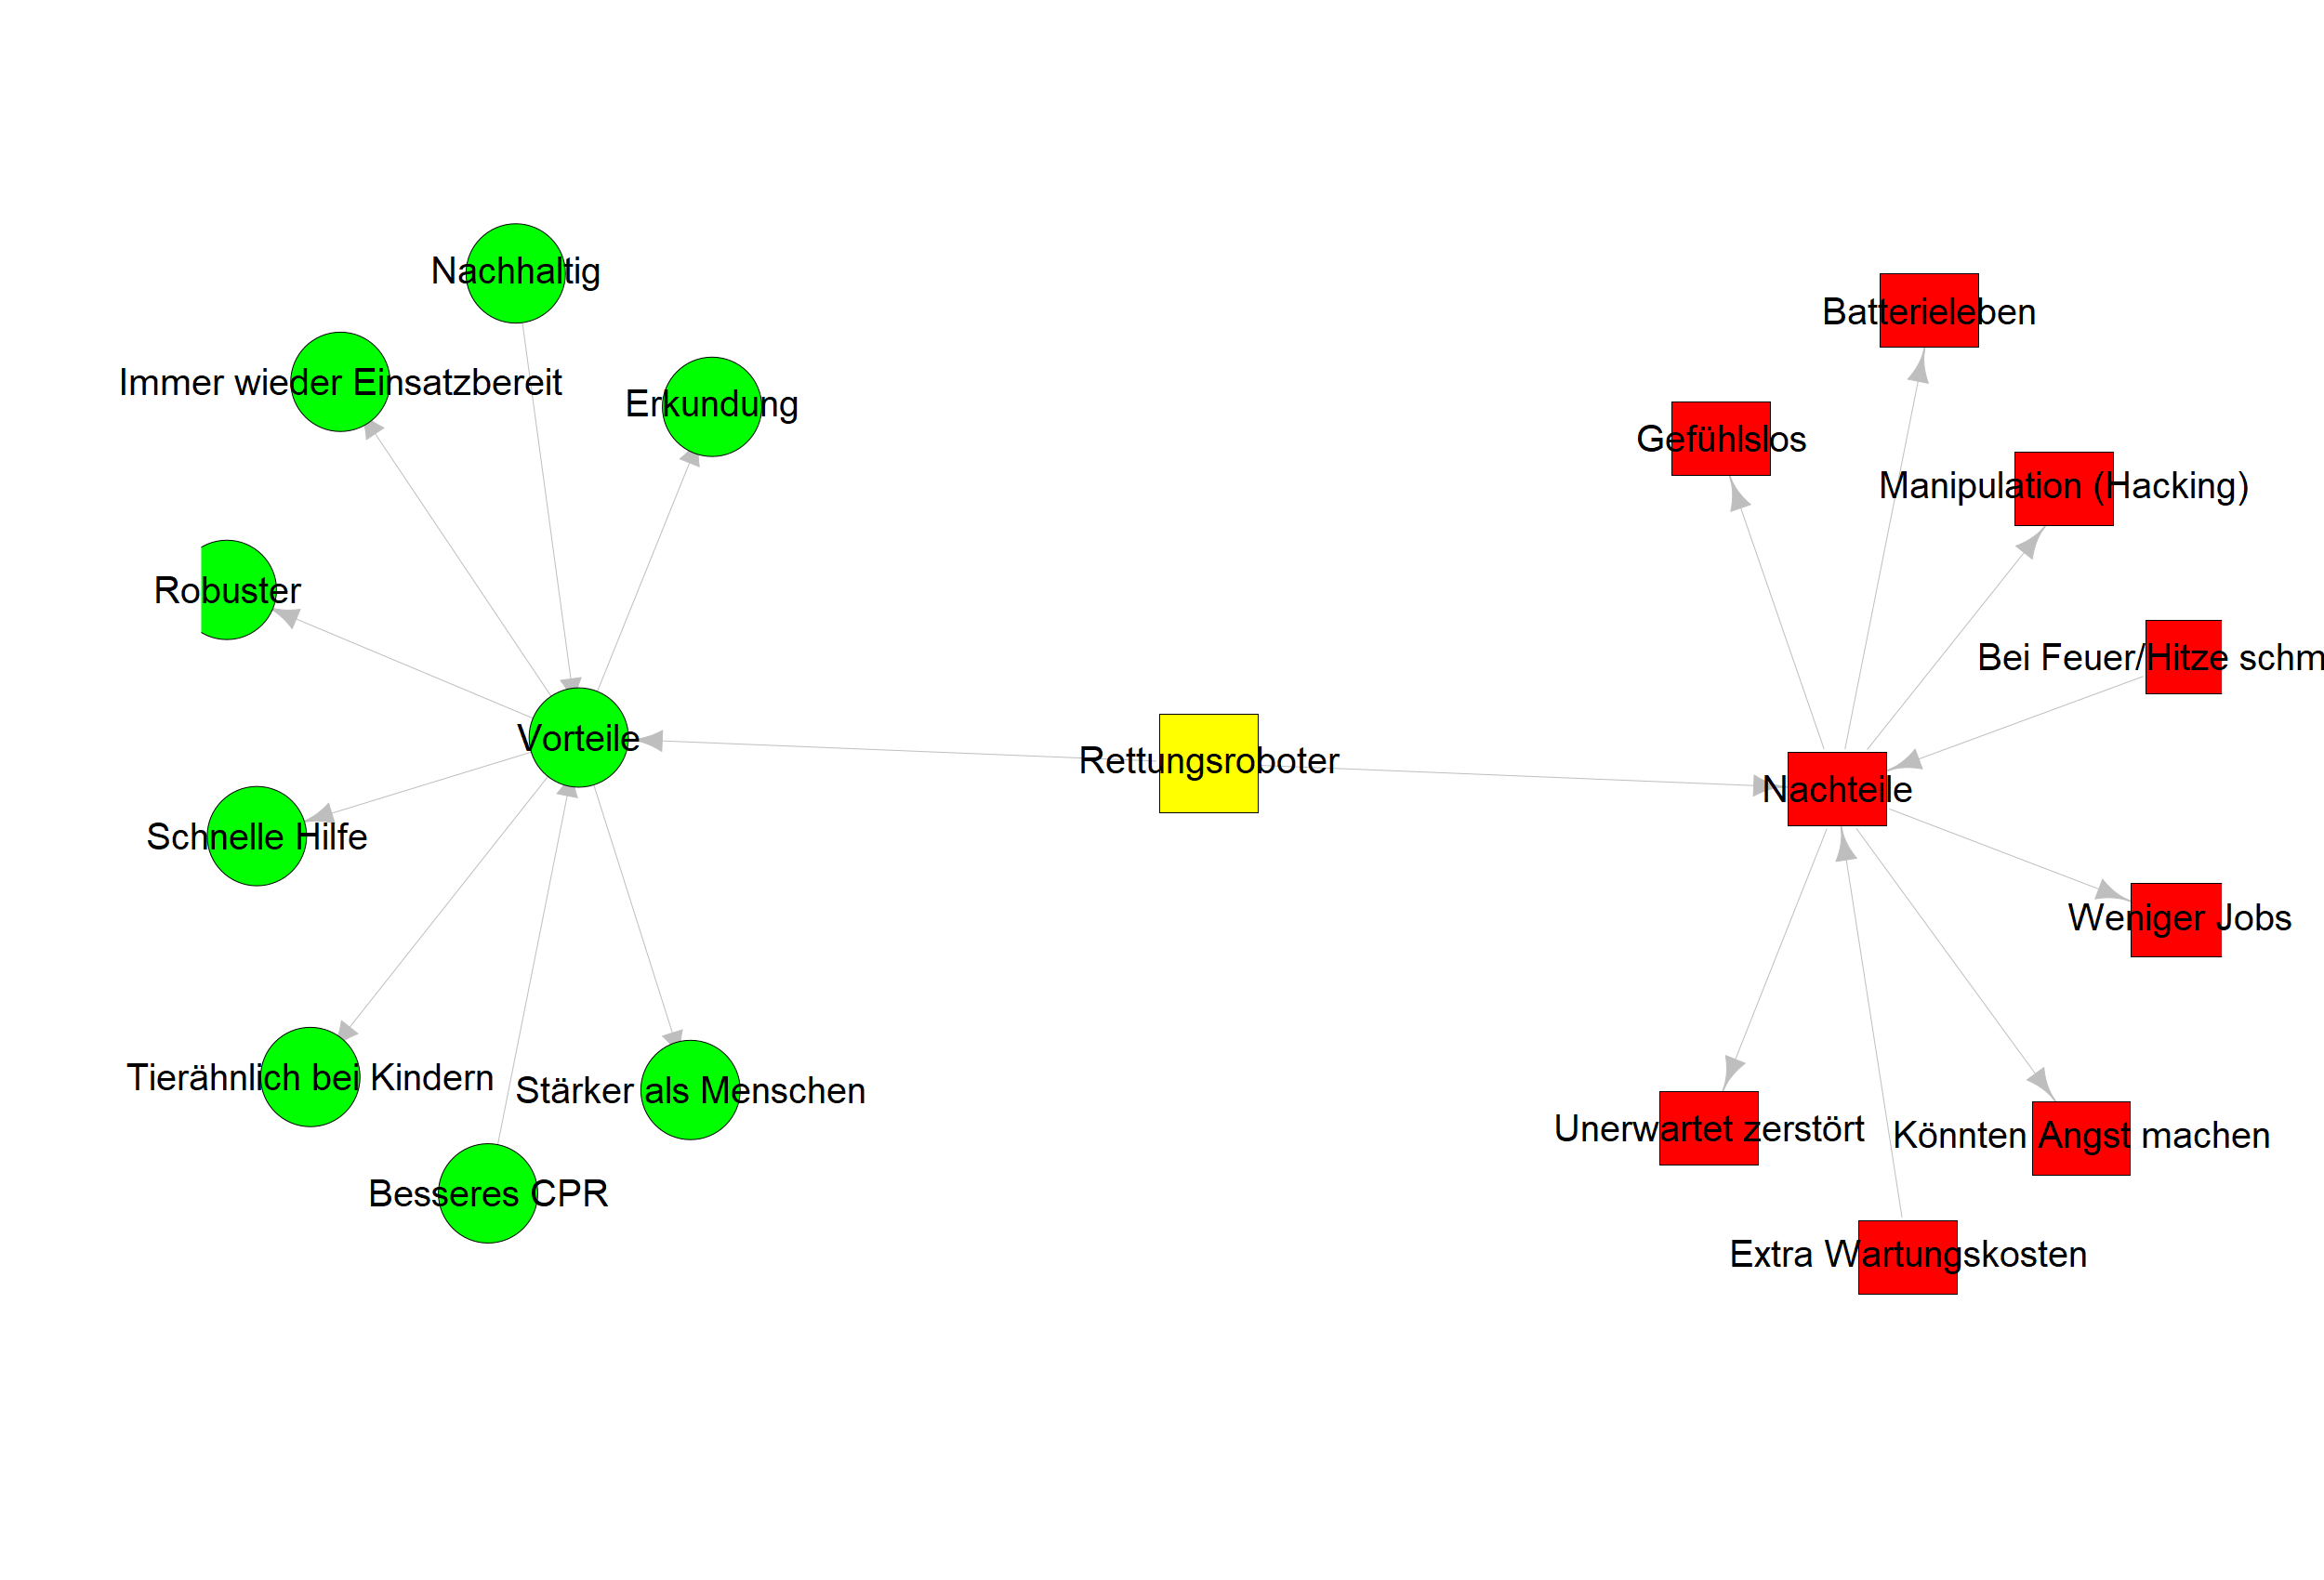 Nachhaltig
Immer wieder Einsatzbereit
Erkundung
Robuster
Vorteile
Schnelle Hilfe
Tierähnlich bei Kindern
Stärker als Menschen
Besseres CPR
Rettungsroboter
Batterieleben
Gefühlslos
Manipulation (Hacking)
Bei Feuer/Hitze schm
Nachteile
Weniger Jobs
Unerwartet zerstört
Könnten Angst machen
Extra Wartungskosten